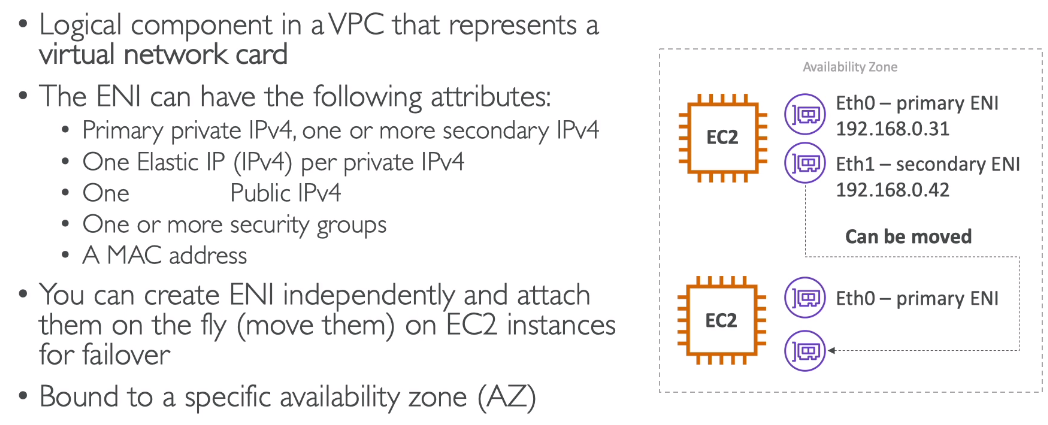 • Logical component in a VPC that represents a
virtual network card
• The ENI can have the following attributes:
• Primary private IPv4, one or more secondary IPv4
• One Elastic IP (IPv4) per private IPv4
• One Public IPv4
• One or more security groups
• A MAC address
• You can create ENI independently and attach
them on the fly (move them) on EC2 instances
for failover
• Bound to a specific availability zone (AZ)
Availability Zone
EC2
Eth0 – primary ENI
192.168.0.31
Eth1 – secondary ENI
192.168.0.42
Can be moved
EC2
Eth0 – primary ENI